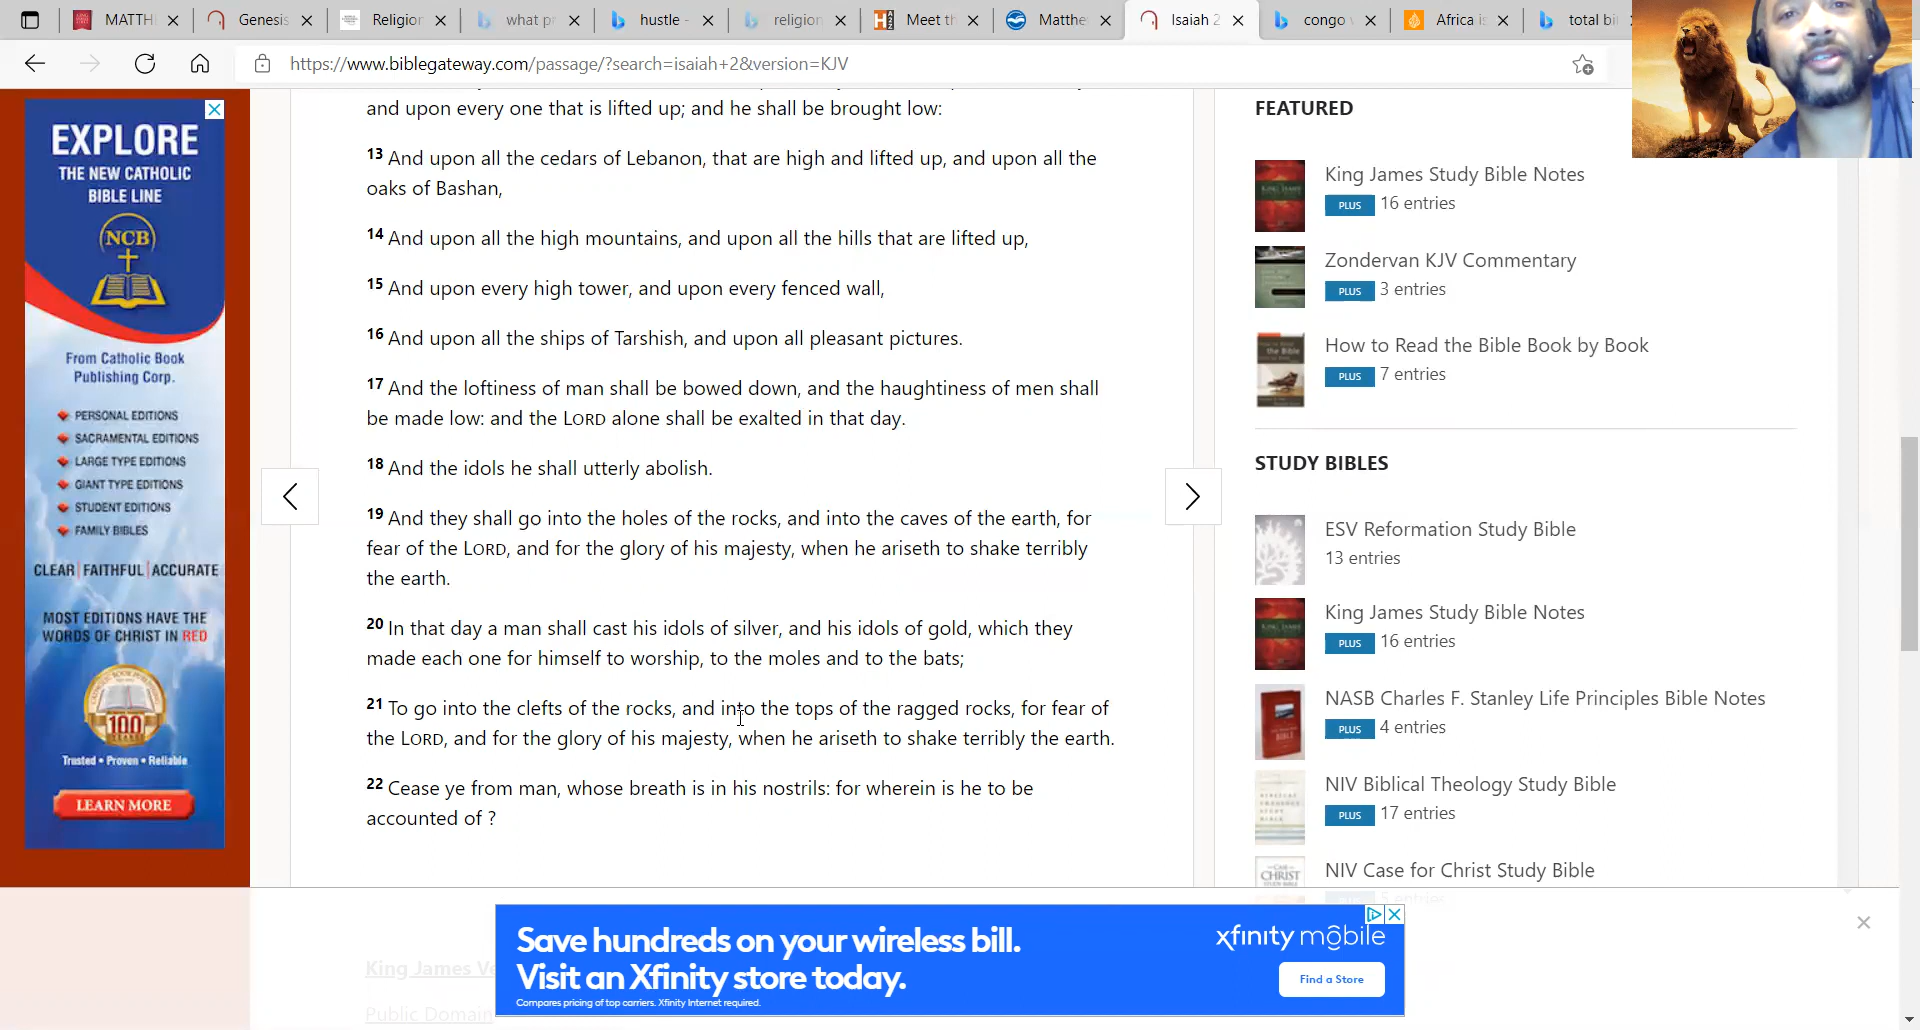 MATTH
Genesis
Religion
what pr
hustle -
religion
Meet th
Matthe
Isaiah 2
congo
Africa is
total bi
https://www.biblegateway.com/passage/?search=isaiah+2&version=KJV
EXPLORE
THE NEW CATHOLIC
BIBLE LINE
NCB
From Catholic Book
Publishing Corp.
PERSONAL EDITIONS
SACRAMENTAL EDITIONS
LARGE TYPE EDITIONS
GIANT TYPE EDITIONS
STUDENT EDITIONS
FAMILY BIBLES
CLEAR FAITHFUL ACCURATE
MOST EDITIONS HAVE THE
WORDS OF CHRIST IN RED
100
YEARS
Trusted • Proven • Reliable
LEARN MORE
and upon every one that is lifted up; and he shall be brought low:
13 And upon all the cedars of Lebanon, that are high and lifted up, and upon all the
oaks of Bashan,
14 And upon all the high mountains, and upon all the hills that are lifted up,
15 And upon every high tower, and upon every fenced wall,
16 And upon all the ships of Tarshish, and upon all pleasant pictures.
17 And the loftiness of man shall be bowed down, and the haughtiness of men shall
be made low: and the LORD alone shall be exalted in that day.
18 And the idols he shall utterly abolish.
19 And they shall go into the holes of the rocks, and into the caves of the earth, for
fear of the LORD, and for the glory of his majesty, when he ariseth to shake terribly
the earth.
20 In that day a man shall cast his idols of silver, and his idols of gold, which they
made each one for himself to worship, to the moles and to the bats;
21 To go into the clefts of the rocks, and into the tops of the ragged rocks, for fear of
the LORD, and for the glory of his majesty, when he ariseth to shake terribly the earth.
22 Cease ye from man, whose breath is in his nostrils: for wherein is he to be
accounted of ?
King James Ve
Public Domain
FEATURED
King James Study Bible Notes
PLUS 16 entries
Zondervan KJV Commentary
PLUS 3 entries
How to Read the Bible Book by Book
PLUS 7 entries
STUDY BIBLES
ESV Reformation Study Bible
13 entries
King James Study Bible Notes
PLUS 16 entries
NASB Charles F. Stanley Life Principles Bible Notes
PLUS 4 entries
NIV Biblical Theology Study Bible
PLUS 17 entries
NIV Case for Christ Study Bible
5 entries
Save hundreds on your wireless bill.
Visit an Xfinity store today.
Compares pricing of top carriers. Xfinity Internet required.
xfinity mobile
Find a Store